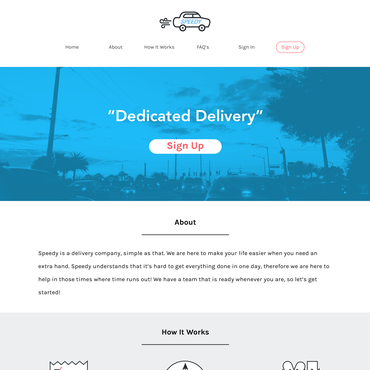 SPEEDY
Home About How It Works FAQ's Sign In Sign Up
“Dedicated Delivery”
Sign Up
About
Speedy is a delivery company, simple as that. We are here to make your life easier when you need an
extra hand. Speedy understands that it's hard to get everything done in one day, therefore we are here to
help in those times where time runs out! We have a team that is ready whenever you are, so let's get
started!
How It Works